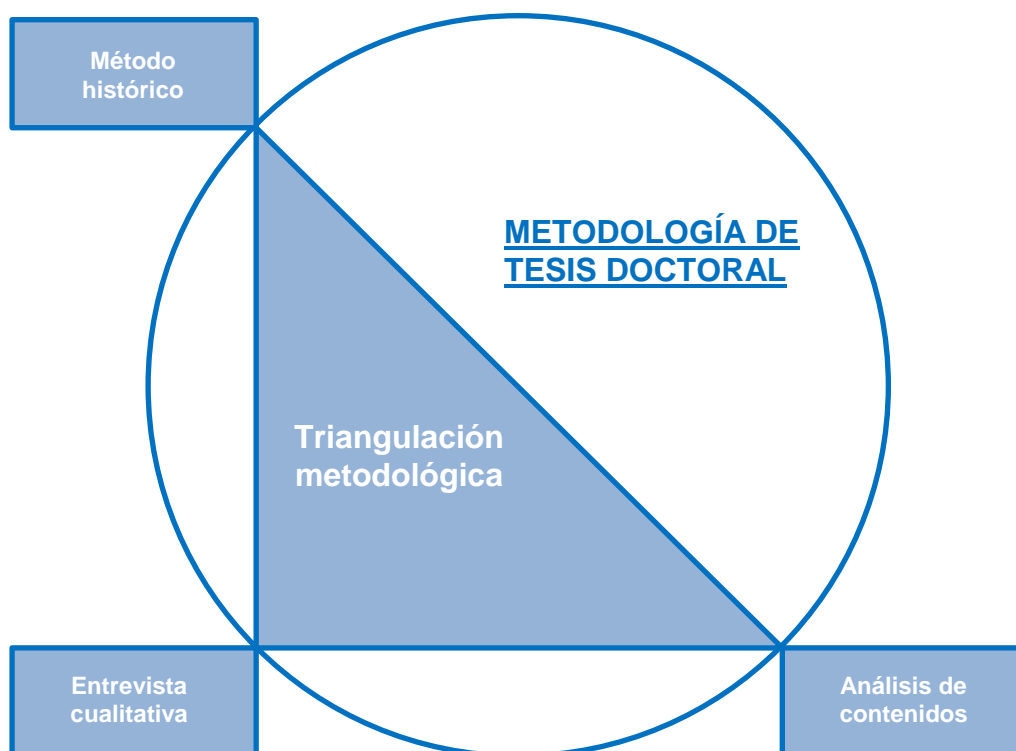 Método
histórico
METODOLOGÍA DE
TESIS DOCTORAL
Triangulación
metodológica
Entrevista
cualitativa
Análisis de
contenidos